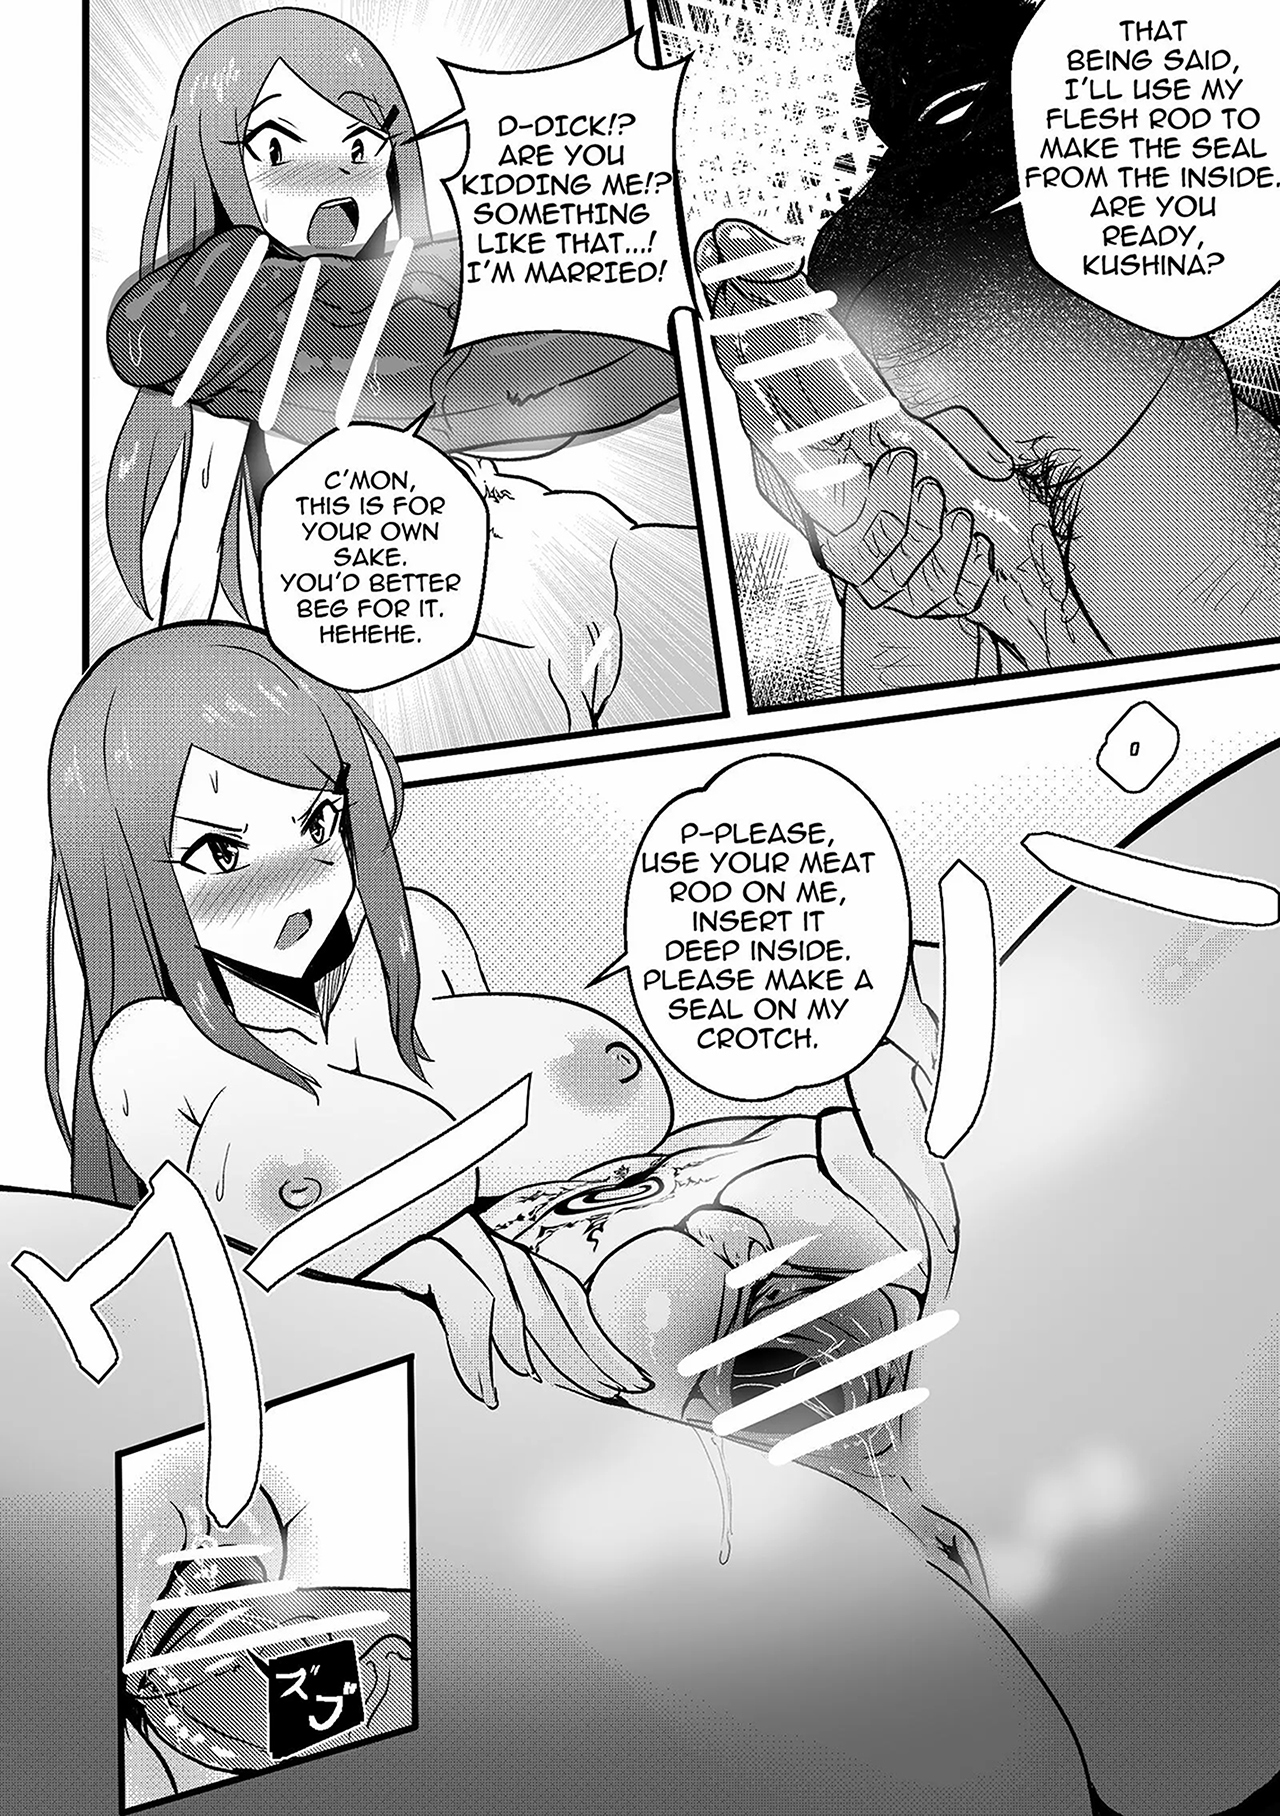 THAT
BEING SAID,
I'LL USE MY
FLESH ROD TO
MAKE THE SEAL
FROM THE INSIDE.
ARE YOU
READY,
KUSHINA?
D-DICK!?
ARE YOU
KIDDING ME!?
SOMETHING
LIKE THAT...!
I'M MARRIED!
C'MON,
THIS IS FOR
YOUR OWN
SAKE.
YOU'D BETTER
BEG FOR IT.
HEHEHE.
P-PLEASE,
USE YOUR MEAT
ROD ON ME,
INSERT IT
DEEP INSIDE.
PLEASE MAKE A
SEAL ON MY
CROTCH.
ズブ